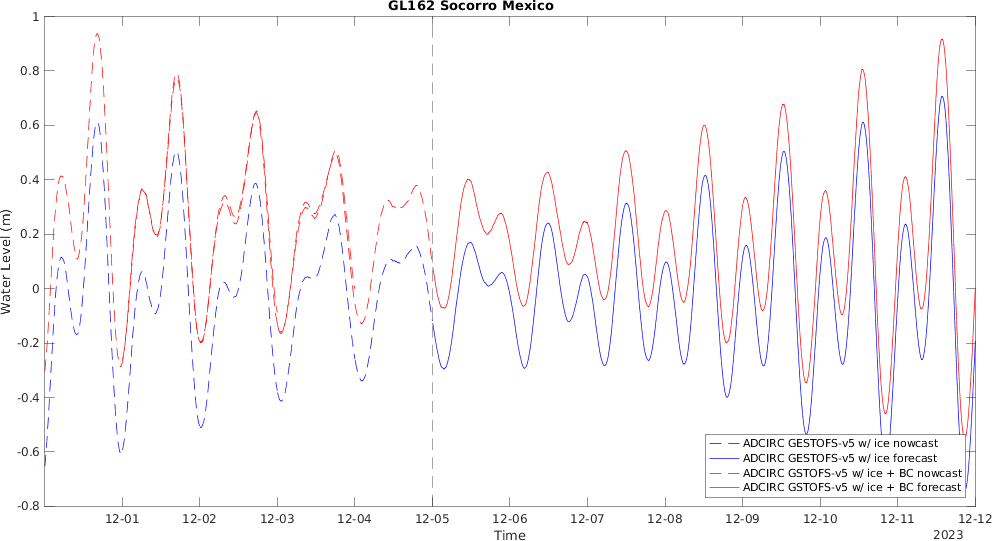 GL162 Socorro Mexico
Water Level (m)
1
0.8
0.6
0.4
0.2
0
-0.2
-0.4
-0.6
-0.8
ADCIRC GESTOFS-v5 w/ ice nowcast
ADCIRC GESTOFS-v5 w/ ice forecast
ADCIRC GSTOFS-v5 w/ ice + BC nowcast
ADCIRC GSTOFS-v5 w/ ice + BC forecast
12-01 12-02 12-03 12-04 12-05 12-06 12-07 12-08 12-09 12-10 12-11 12-12
Time
2023